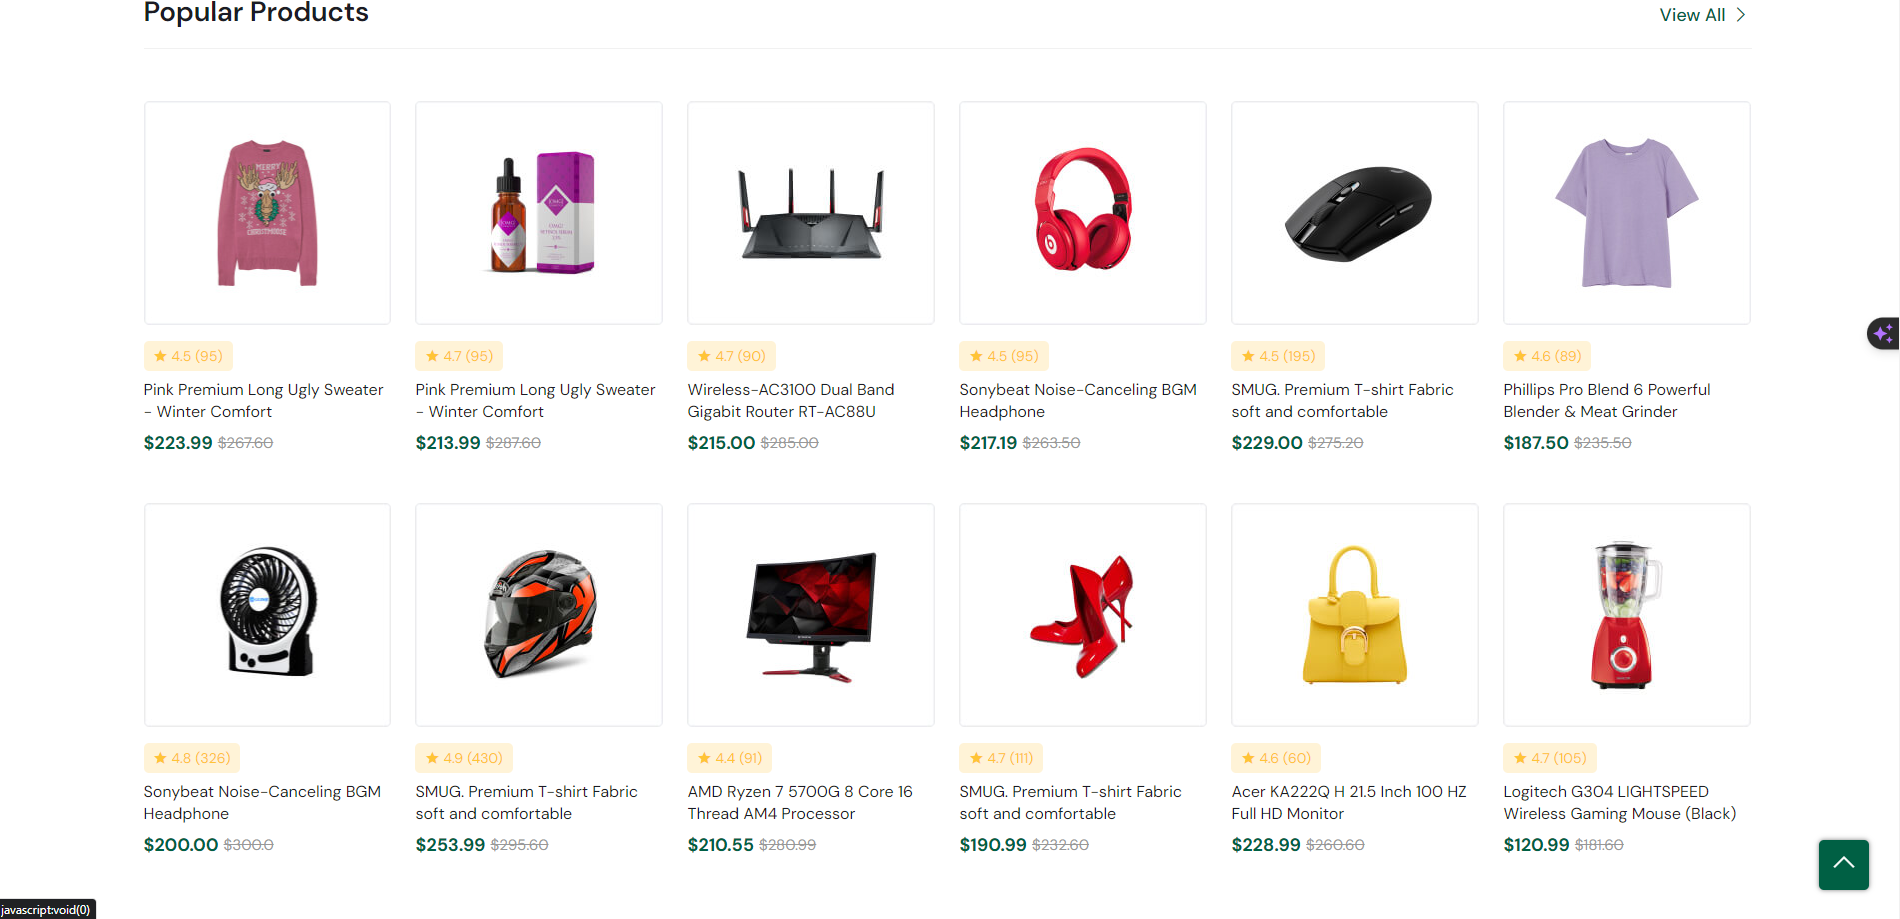 Popular Products
View All
MERRY
CHRISTMOOSE
4.5 (95)
4.7 (95)
4.7 (90)
4.5 (95)
4.5 (195)
4.6 (89)
Pink Premium Long Ugly Sweater
- Winter Comfort
Pink Premium Long Ugly Sweater
- Winter Comfort
Wireless-AC3100 Dual Band
Gigabit Router RT-AC88U
Sonybeat Noise-Canceling BGM
Headphone
SMUG. Premium T-shirt Fabric
soft and comfortable
Phillips Pro Blend 6 Powerful
Blender & Meat Grinder
$223.99 $267.60
$213.99 $287.60
$215.00 $285.00
$217.19 $263.50
$229.00 $275.20
$187.50 $235.50
4.8 (326)
4.9 (430)
4.4 (91)
4.7 (111)
4.6 (60)
4.7 (105)
Sonybeat Noise-Canceling BGM
Headphone
SMUG. Premium T-shirt Fabric
soft and comfortable
AMD Ryzen 7 5700G 8 Core 16
Thread AM4 Processor
SMUG. Premium T-shirt Fabric
soft and comfortable
Acer KA222Q H 21.5 Inch 100 HZ
Full HD Monitor
Logitech G304 LIGHTSPEED
Wireless Gaming Mouse (Black)
$200.00 $300.0
$253.99 $295.60
$210.55 $280.99
$190.99 $232.60
$228.99 $260.60
$120.99 $181.60
javascript:void(0)